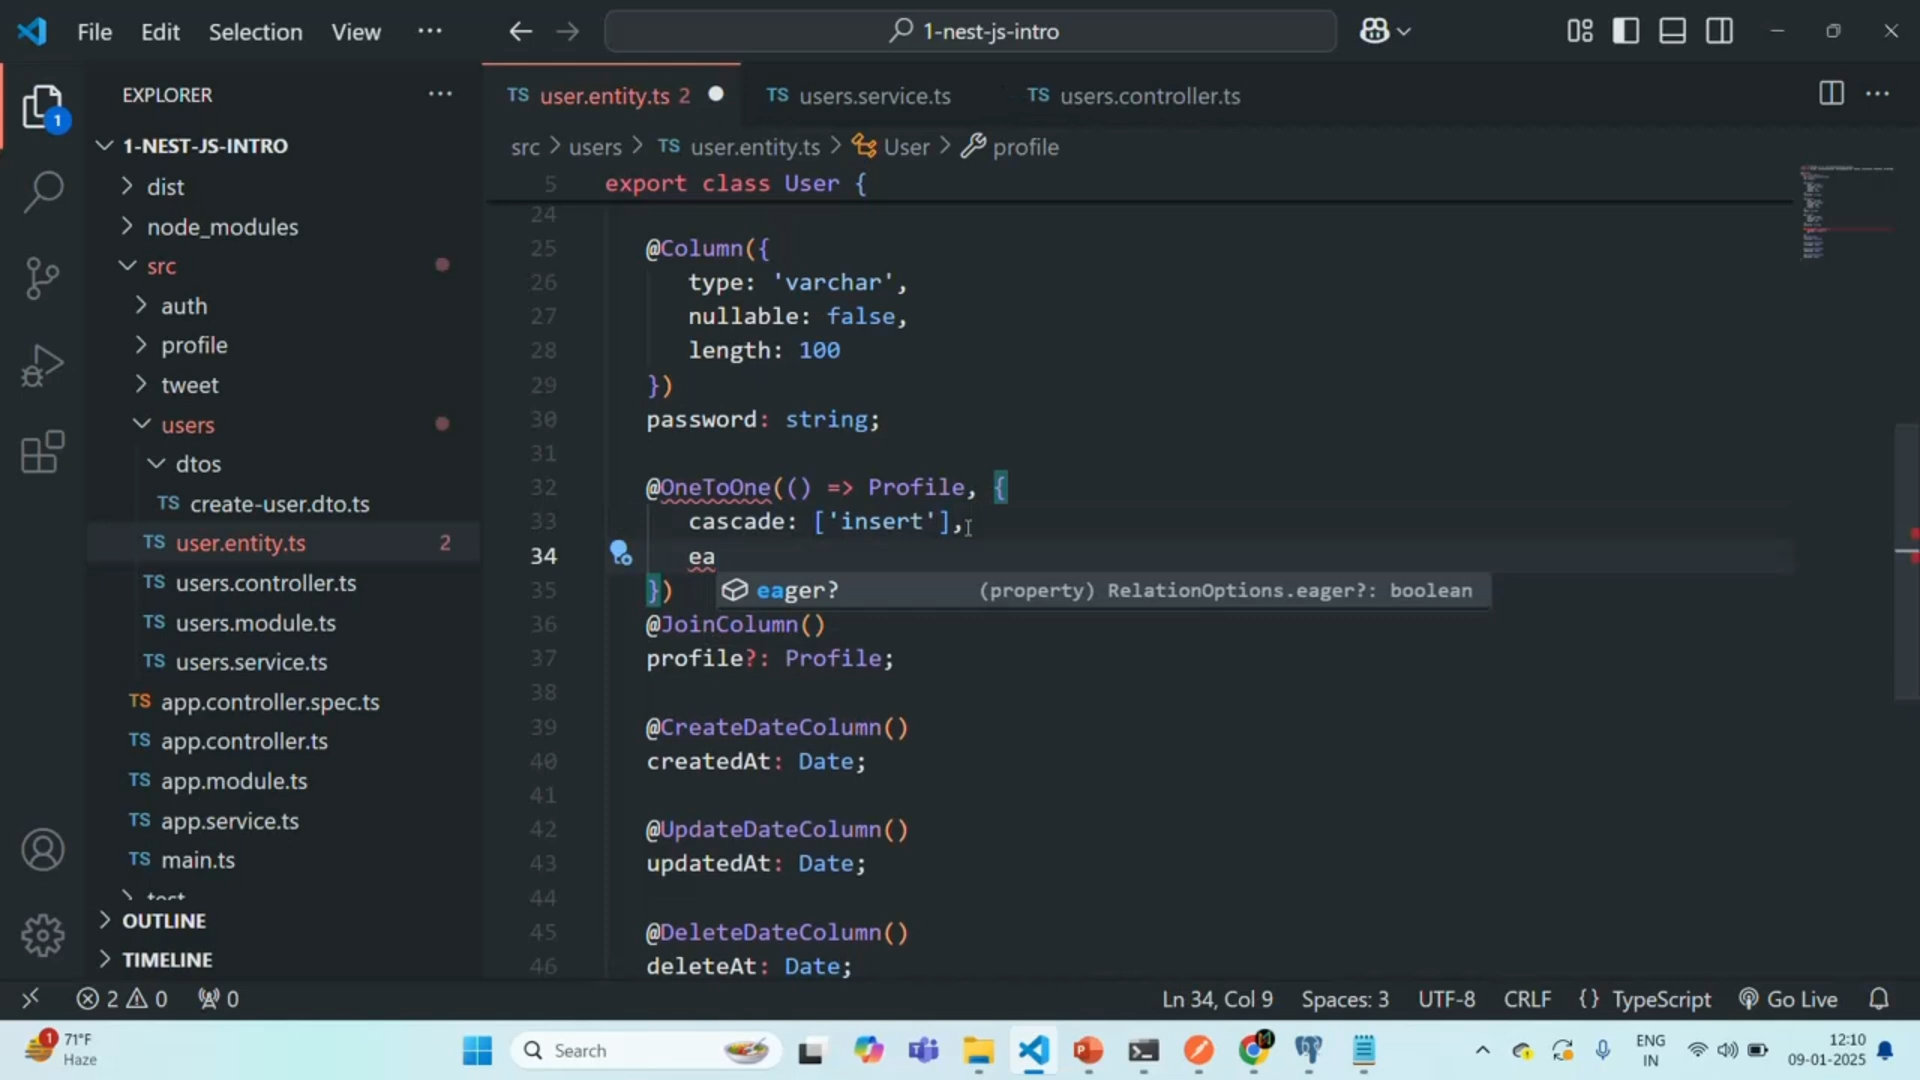 File Edit Selection View ··· 1-nest-js-intro
EXPLORER ···
1
1-NEST-JS-INTRO
dist
node_modules
src
auth
profile
tweet
users
dtos
TS create-user.dto.ts
TS user.entity.ts 2
TS users.controller.ts
TS users.module.ts
TS users.service.ts
TS app.controller.spec.ts
TS app.controller.ts
TS app.module.ts
TS app.service.ts
TS main.ts
test
OUTLINE
TIMELINE
TS user.entity.ts 2 TS users.service.ts TS users.controller.ts
src > users > TS user.entity.ts > User > profile
5 export class User {
24
25 @Column({
26 type: 'varchar',
27 nullable: false,
28 length: 100
29 })
30 password: string;
31
32 @OneToOne(() => Profile, {
33 cascade: ['insert'],
34 ea
35 })
eager? (property) RelationOptions.eager?: boolean
36 @JoinColumn()
37 profile?: Profile;
38
39 @CreateDateColumn()
40 createdAt: Date;
41
42 @UpdateDateColumn()
43 updatedAt: Date;
44
45 @DeleteDateColumn()
46 deleteAt: Date;
2 0 0 Ln 34, Col 9 Spaces: 3 UTF-8 CRLF {} TypeScript Go Live
1 71°F
Haze
Search
ENG
IN
12:10
09-01-2025